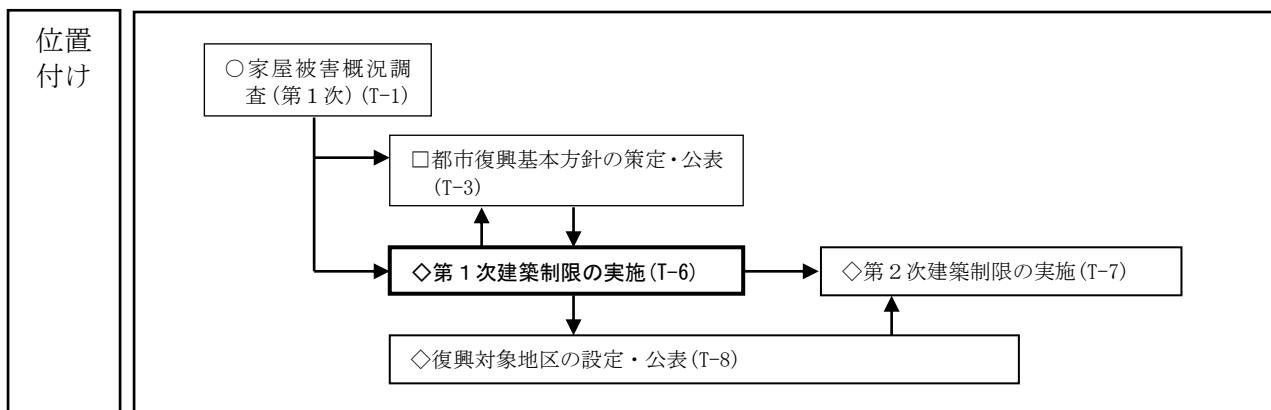 位置
付け
○家屋被害概況調
査(第１次)(T-1)
□都市復興基本方針の策定・公表
(T-3)
◇第１次建築制限の実施(T-6)
◇第２次建築制限の実施(T-7)
◇復興対象地区の設定・公表(T-8)